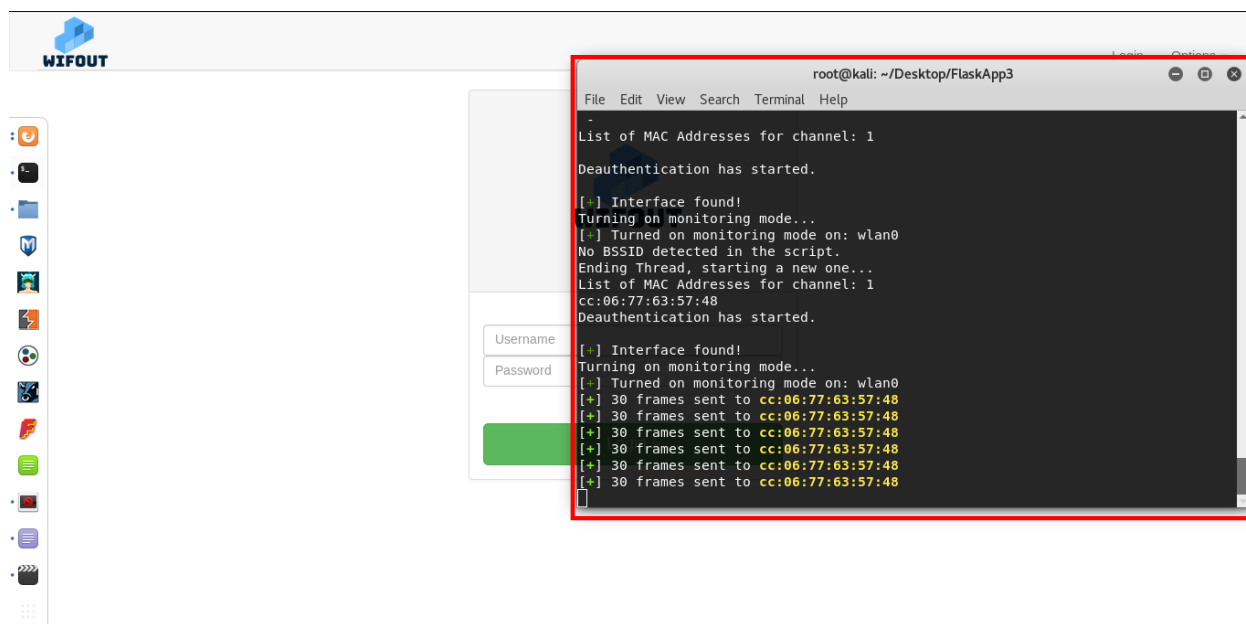 WIFOUT
Login Options
root@kali: ~/Desktop/FlaskApp3
File Edit View Search Terminal Help
-
List of MAC Addresses for channel: 1
Deauthentication has started.
[+] Interface found!
Turning on monitoring mode...
[+] Turned on monitoring mode on: wlan0
No BSSID detected in the script.
Ending Thread, starting a new one...
List of MAC Addresses for channel: 1
cc:06:77:63:57:48
Deauthentication has started.
[+] Interface found!
Turning on monitoring mode...
[+] Turned on monitoring mode on: wlan0
[+] 30 frames sent to cc:06:77:63:57:48
[+] 30 frames sent to cc:06:77:63:57:48
[+] 30 frames sent to cc:06:77:63:57:48
[+] 30 frames sent to cc:06:77:63:57:48
[+] 30 frames sent to cc:06:77:63:57:48
[+] 30 frames sent to cc:06:77:63:57:48
WIFOUT
Username
Password